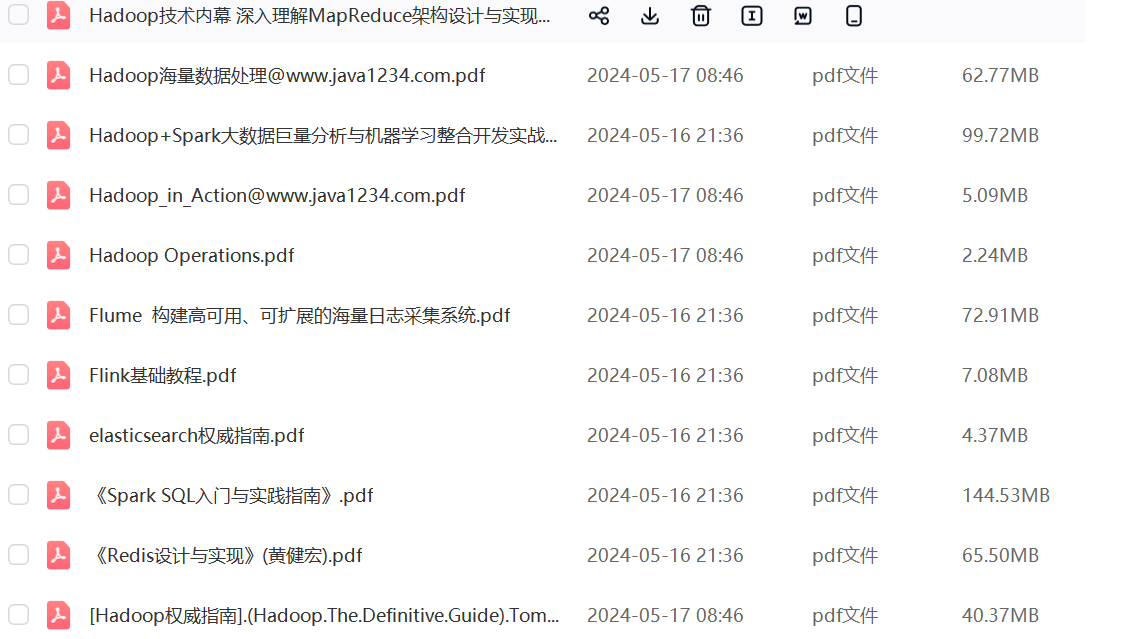 Hadoop技术内幕 深入理解MapReduce架构设计与实现...
Hadoop海量数据处理@www.java1234.com.pdf 2024-05-17 08:46 pdf文件 62.77MB
Hadoop+Spark大数据巨量分析与机器学习整合开发实战... 2024-05-16 21:36 pdf文件 99.72MB
Hadoop_in_Action@www.java1234.com.pdf 2024-05-17 08:46 pdf文件 5.09MB
Hadoop Operations.pdf 2024-05-17 08:46 pdf文件 2.24MB
Flume 构建高可用、可扩展的海量日志采集系统.pdf 2024-05-16 21:36 pdf文件 72.91MB
Flink基础教程.pdf 2024-05-16 21:36 pdf文件 7.08MB
elasticsearch权威指南.pdf 2024-05-16 21:36 pdf文件 4.37MB
《Spark SQL入门与实践指南》.pdf 2024-05-16 21:36 pdf文件 144.53MB
《Redis设计与实现》(黄健宏).pdf 2024-05-16 21:36 pdf文件 65.50MB
[Hadoop权威指南].(Hadoop.The.Definitive.Guide).Tom... 2024-05-17 08:46 pdf文件 40.37MB